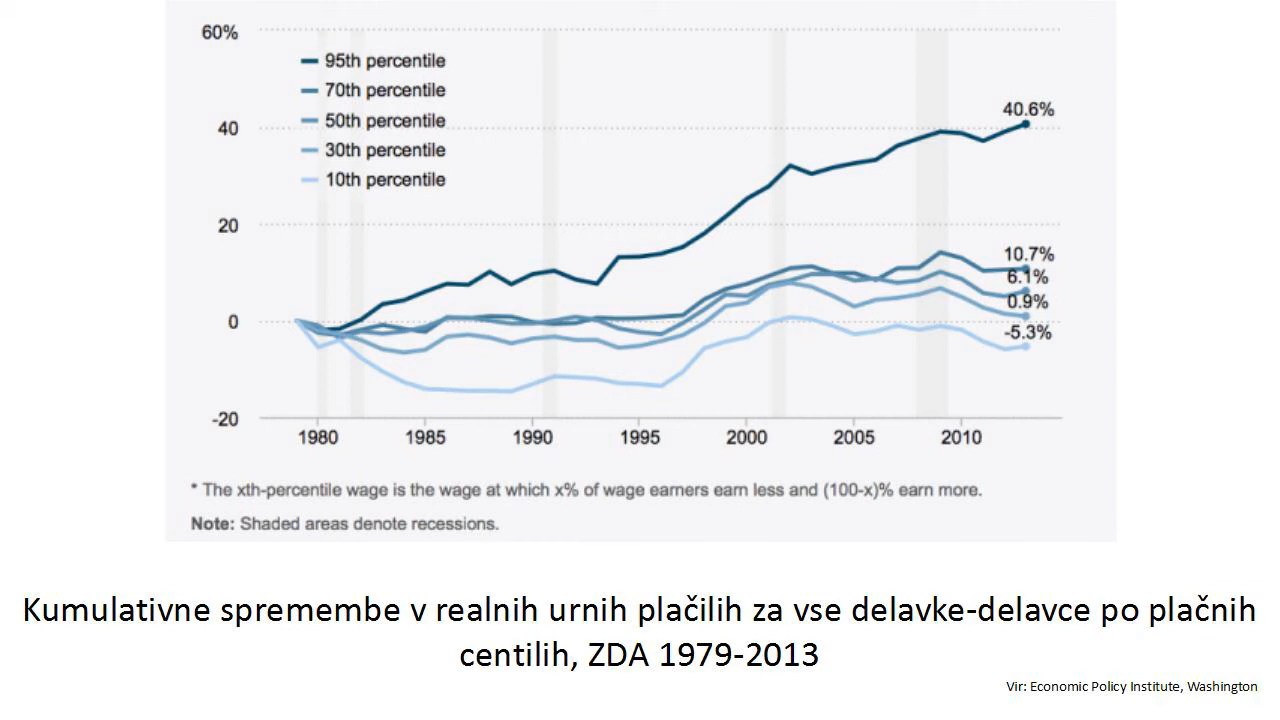 60%
95th percentile
70th percentile
50th percentile
30th percentile
10th percentile
40
20
0
-20
40.6%
10.7%
6.1%
0.9%
-5.3%
1980 1985 1990 1995 2000 2005 2010
* The xth-percentile wage is the wage at which x% of wage earners earn less and (100-x)% earn more.
Note: Shaded areas denote recessions.
Kumulativne spremembe v realnih urnih plačilih za vse delavke-delavce po plačnih
centilih, ZDA 1979-2013
Vir: Economic Policy Institute, Washington